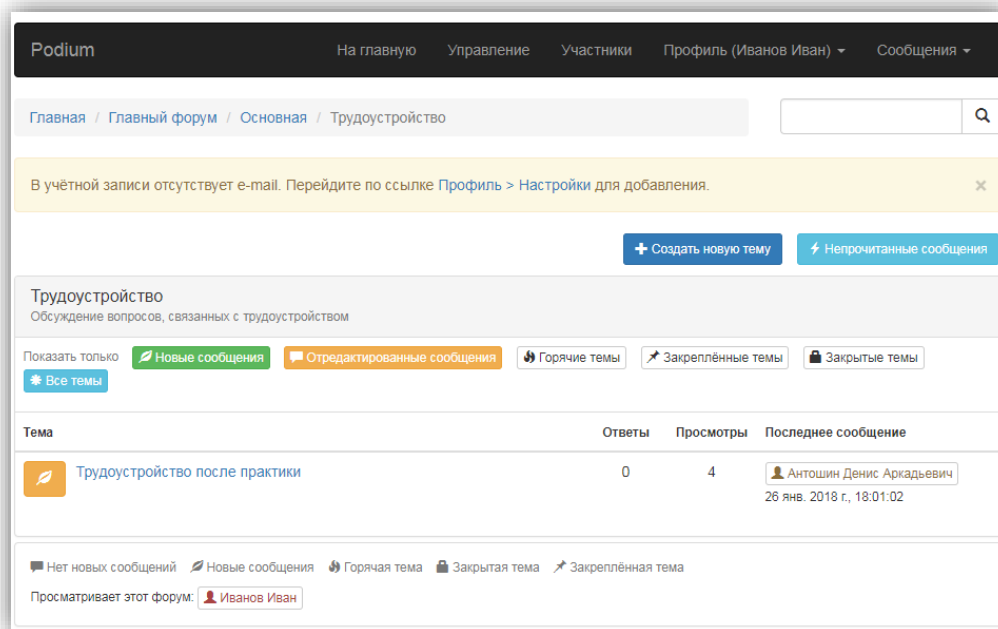 Podium На главную Управление Участники Профиль (Иванов Иван) Сообщения
Главная / Главный форум / Основная / Трудоустройство
В учётной записи отсутствует e-mail. Перейдите по ссылке Профиль > Настройки для добавления. ×
Создать новую тему Непрочитанные сообщения
Трудоустройство
Обсуждение вопросов, связанных с трудоустройством
Показать только Новые сообщения Отредактированные сообщения Горячие темы Закреплённые темы Закрытые темы
Все темы
Тема Ответы Просмотры Последнее сообщение
Трудоустройство после практики 0 4 Антошин Денис Аркадьевич
26 янв. 2018 г., 18:01:02
Нет новых сообщений Новые сообщения Горячая тема Закрытая тема Закреплённая тема
Просматривает этот форум: Иванов Иван